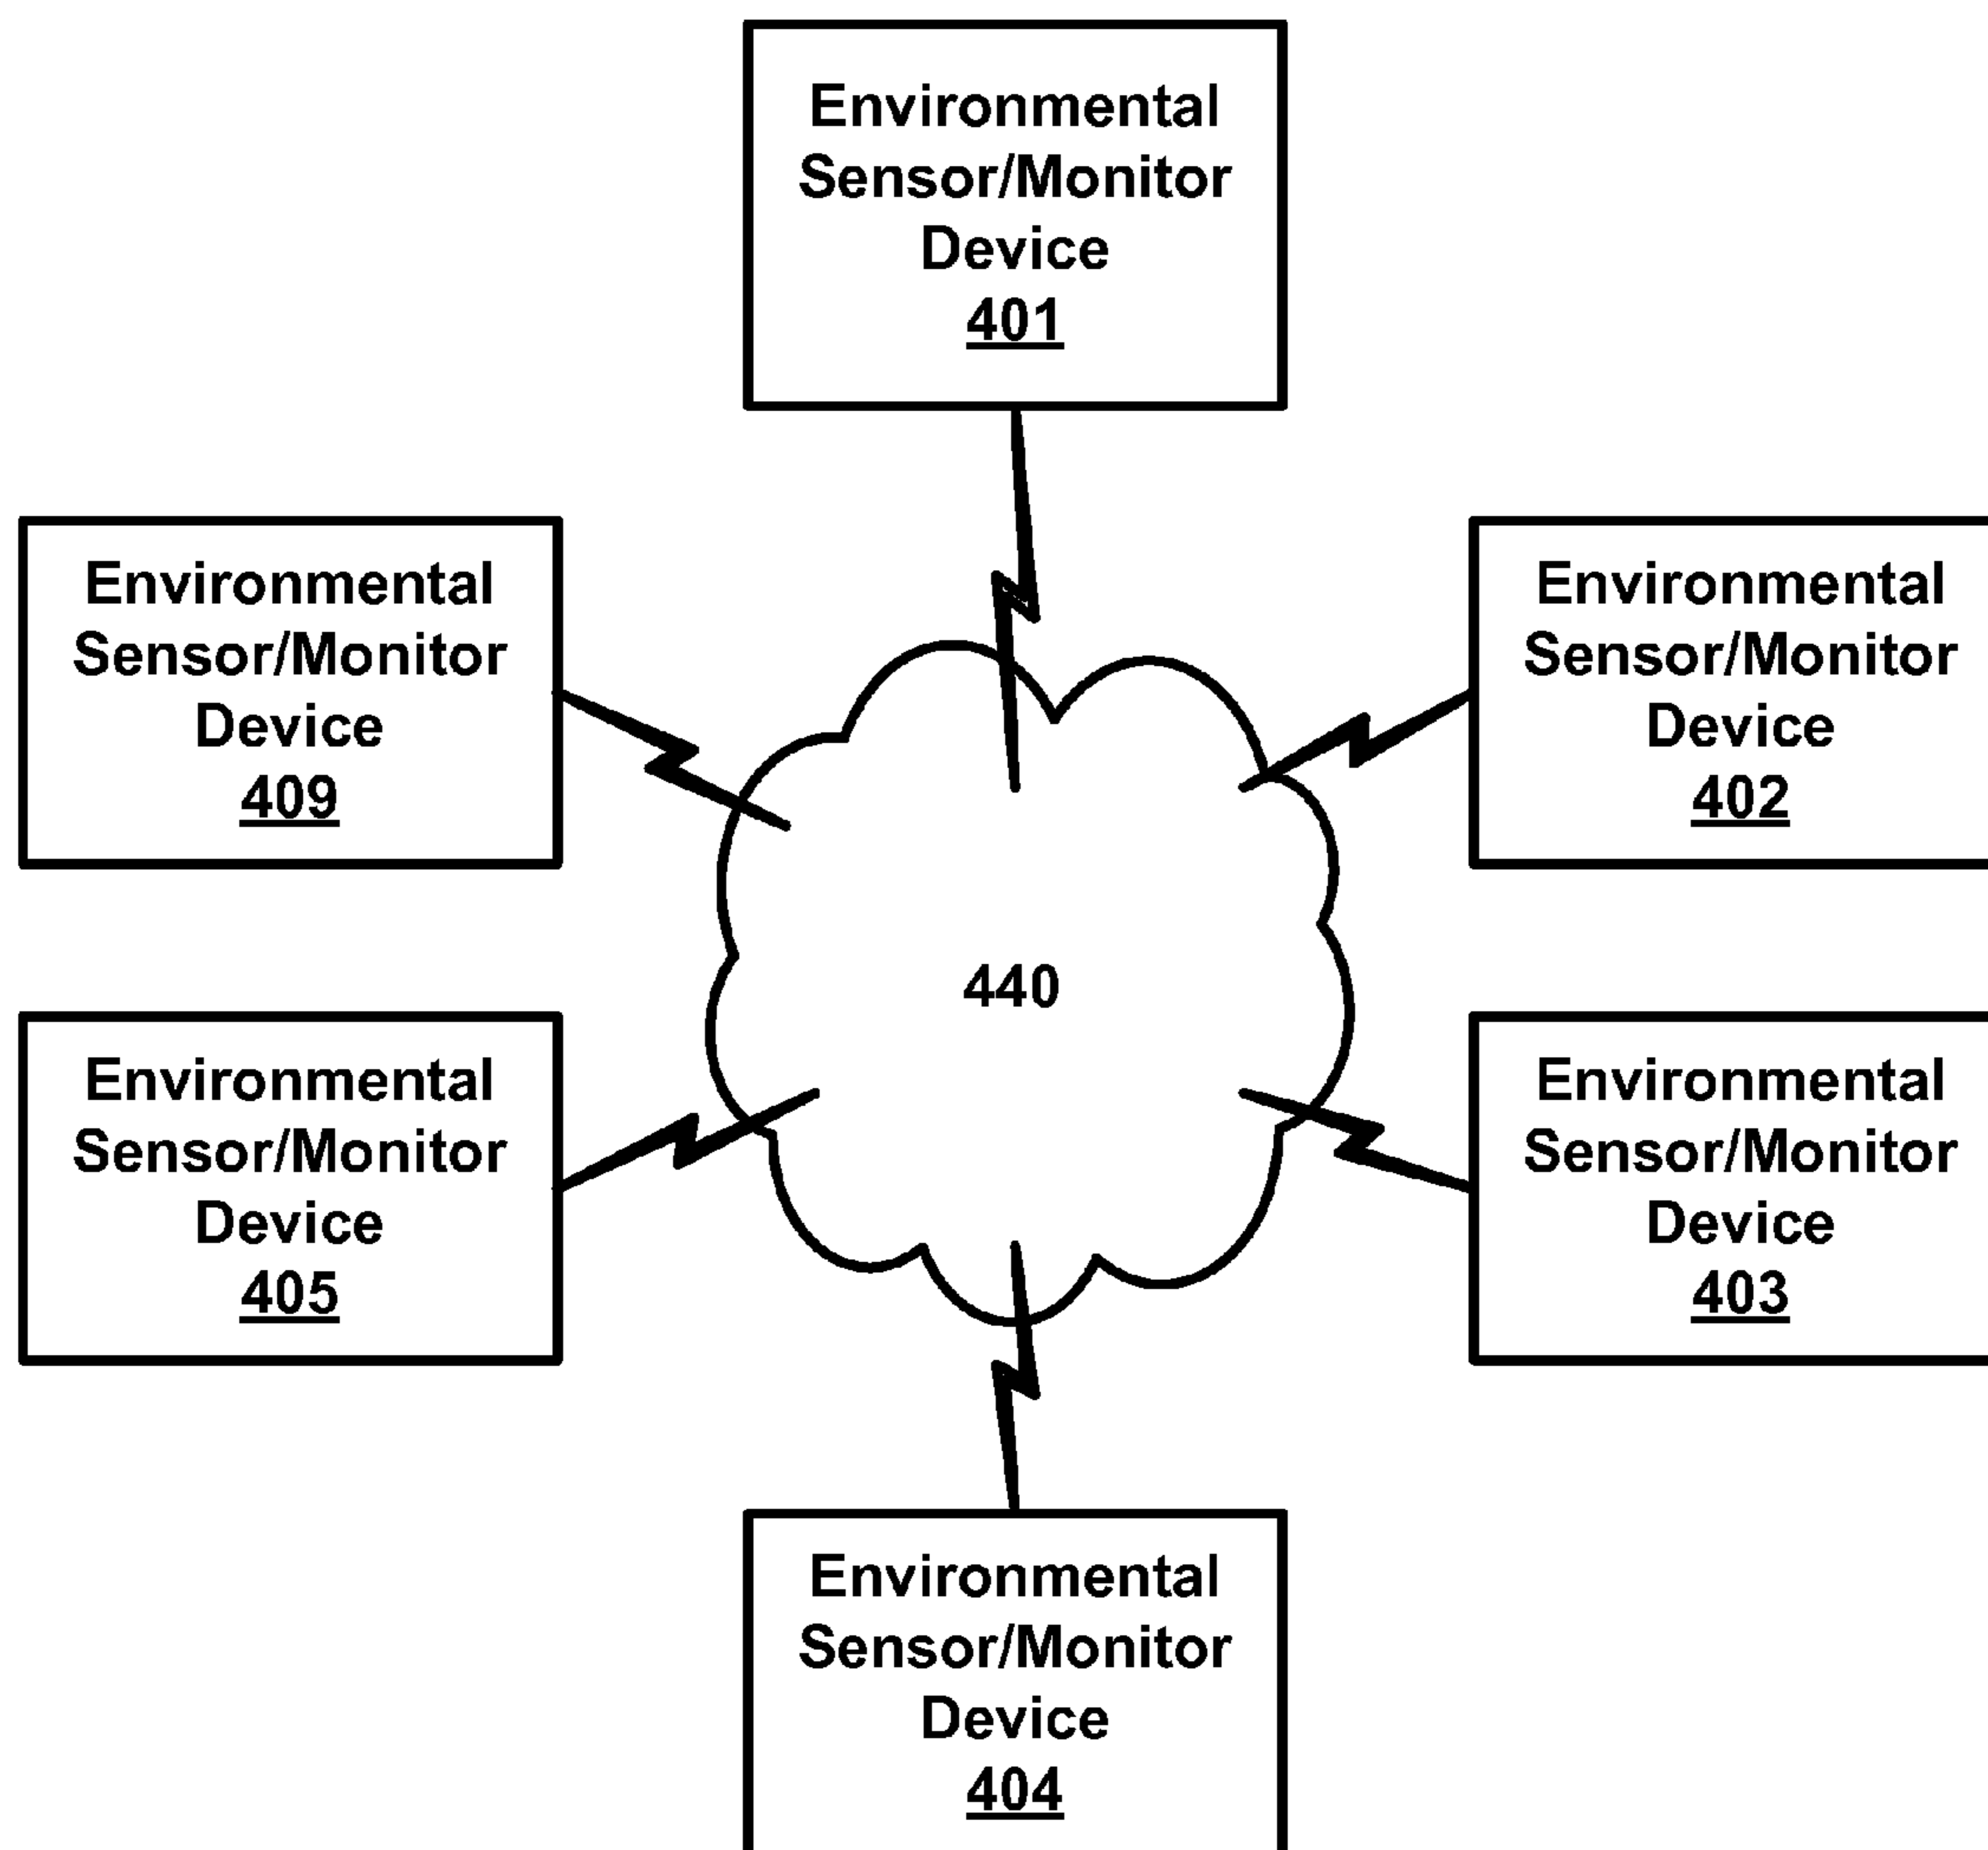 Environmental
Sensor/Monitor
Device
401
Environmental
Sensor/Monitor
Device
409
Environmental
Sensor/Monitor
Device
402
440
Environmental
Sensor/Monitor
Device
405
Environmental
Sensor/Monitor
Device
403
Environmental
Sensor/Monitor
Device
404